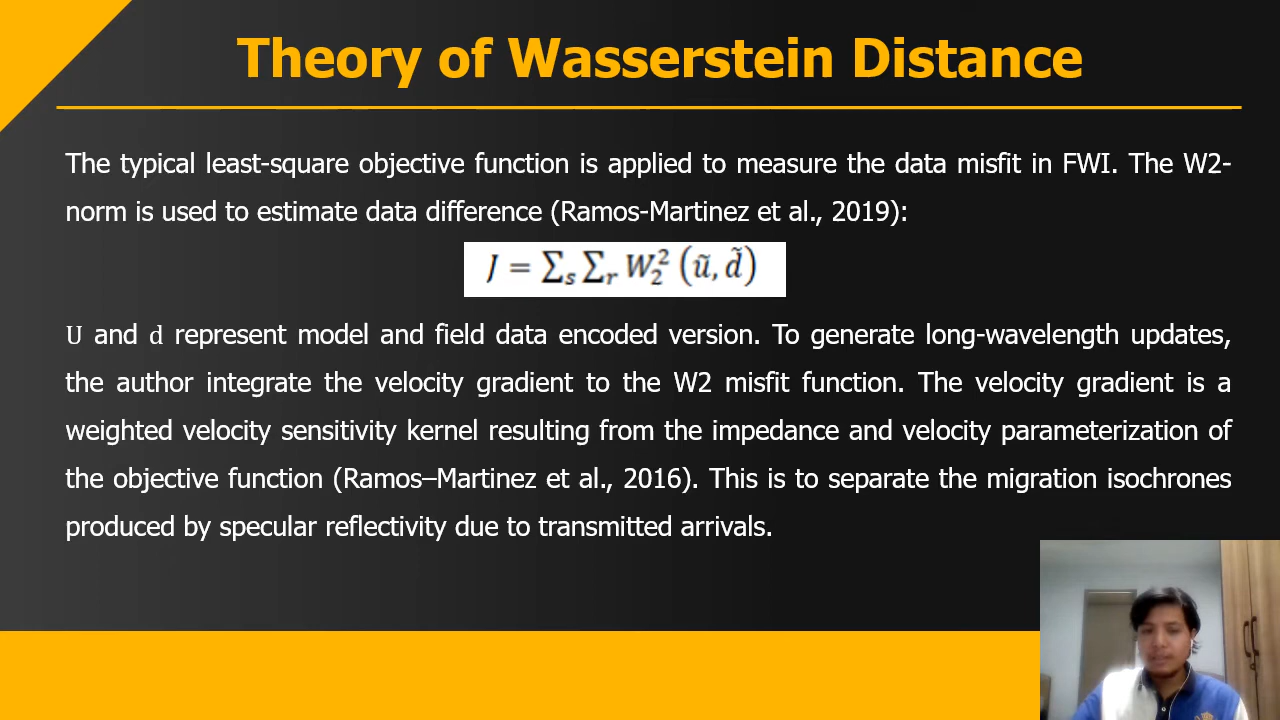 Theory of Wasserstein Distance
The typical least-square objective function is applied to measure the data misfit in FWI. The W2-
norm is used to estimate data difference (Ramos-Martinez et al., 2019):
J = ∑ₛ ∑ᵣ W₂² (ũ, d̃)
U and d represent model and field data encoded version. To generate long-wavelength updates,
the author integrate the velocity gradient to the W2 misfit function. The velocity gradient is a
weighted velocity sensitivity kernel resulting from the impedance and velocity parameterization of
the objective function (Ramos–Martinez et al., 2016). This is to separate the migration isochrones
produced by specular reflectivity due to transmitted arrivals.